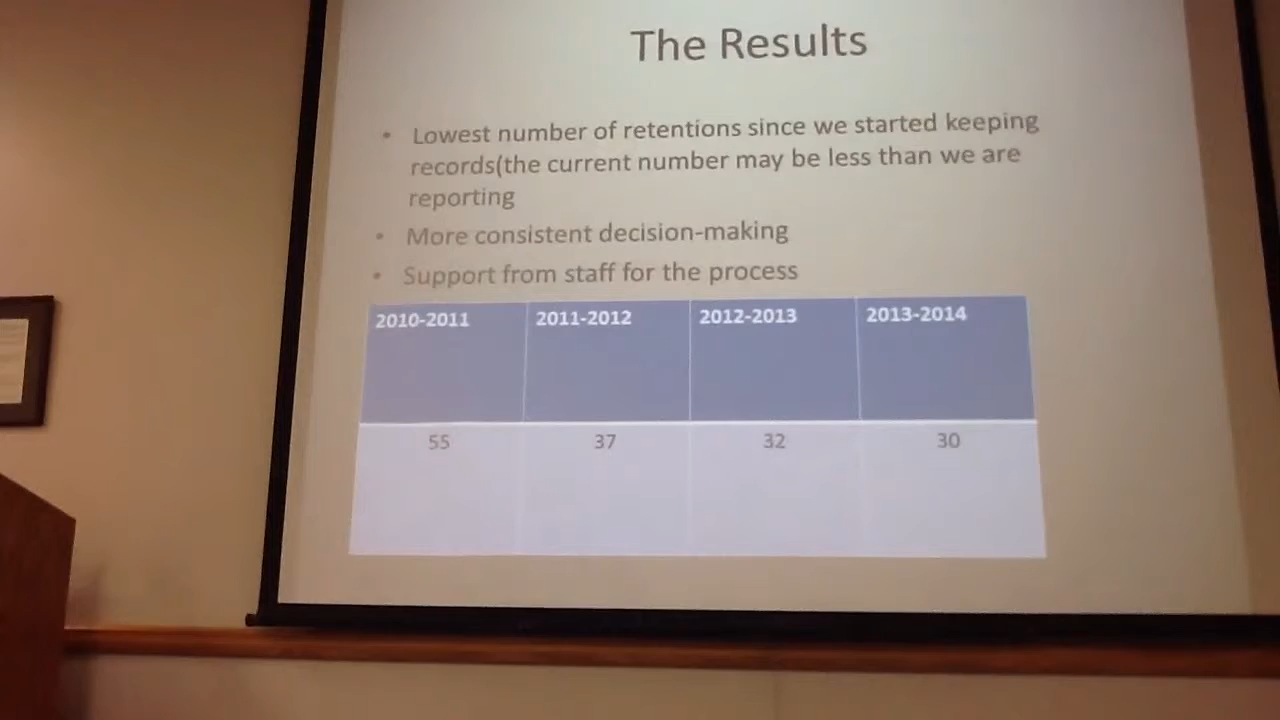 The Results
• Lowest number of retentions since we started keeping
records(the current number may be less than we are
reporting
• More consistent decision-making
• Support from staff for the process
2010-2011 2011-2012 2012-2013 2013-2014
55 37 32 30